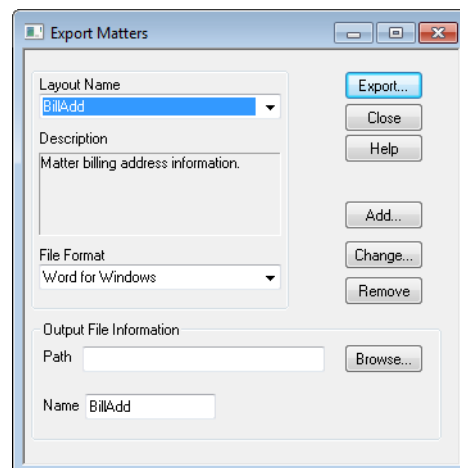 Export Matters
Layout Name
BillAdd
Description
Matter billing address information.
File Format
Word for Windows
Export...
Close
Help
Add...
Change...
Remove
Output File Information
Path
Browse...
Name BillAdd